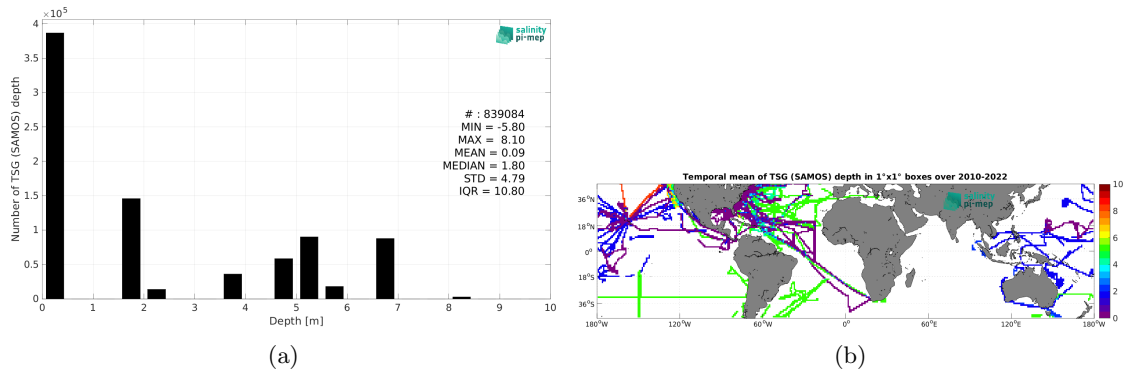 ×10⁵
4
3.5
3
2.5
2
1.5
1
0.5
0
Number of TSG (SAMOS) depth
salinity
pi-mep
# : 839084
MIN = -5.80
MAX = 8.10
MEAN = 0.09
MEDIAN = 1.80
STD = 4.79
IQR = 10.80
0 1 2 3 4 5 6 7 8 9 10
Depth [m]
(a)
Temporal mean of TSG (SAMOS) depth in 1°x1° boxes over 2010-2022
salinity
pi-mep
36°N
18°N
0°
18°S
36°S
180°W 120°W 60°W 0° 60°E 120°E 180°W
10
8
6
4
2
0
(b)